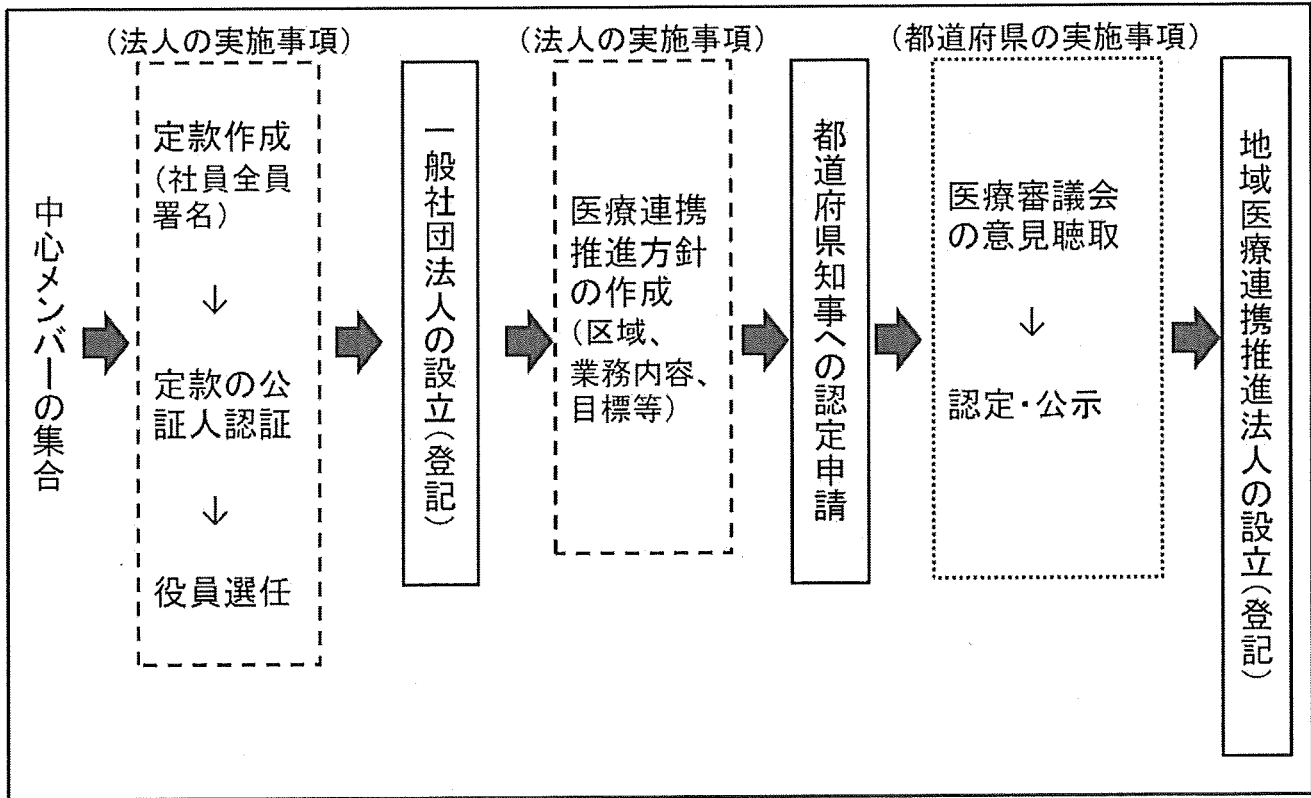 中心メンバーの集合
(法人の実施事項)
定款作成
(社員全員
署名)
↓
定款の公
証人認証
↓
役員選任
一般社団法人の設立(登記)
(法人の実施事項)
医療連携
推進方針
の作成
(区域、
業務内容、
目標等)
都道府県知事への認定申請
(都道府県の実施事項)
医療審議会
の意見聴取
↓
認定・公示
地域医療連携推進法人の設立(登記)